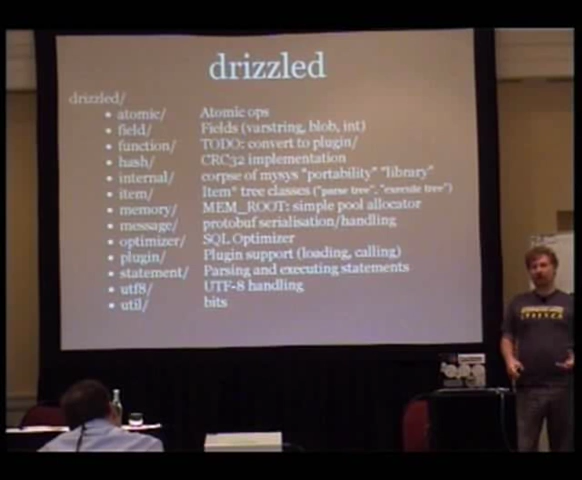 drizzled
drizzled/
• atomic/ Atomic ops
• field/ Fields (varstring, blob, int)
• function/ TODO: convert to plugin/
• hash/ CRC32 implementation
• internal/ corpse of mysys "portability" "library"
• item/ Item* tree classes ("parse tree", "execute tree")
• memory/ MEM_ROOT: simple pool allocator
• message/ protobuf serialisation/handling
• optimizer/ SQL Optimizer
• plugin/ Plugin support (loading, calling)
• statement/ Parsing and executing statements
• utf8/ UTF-8 handling
• util/ bits